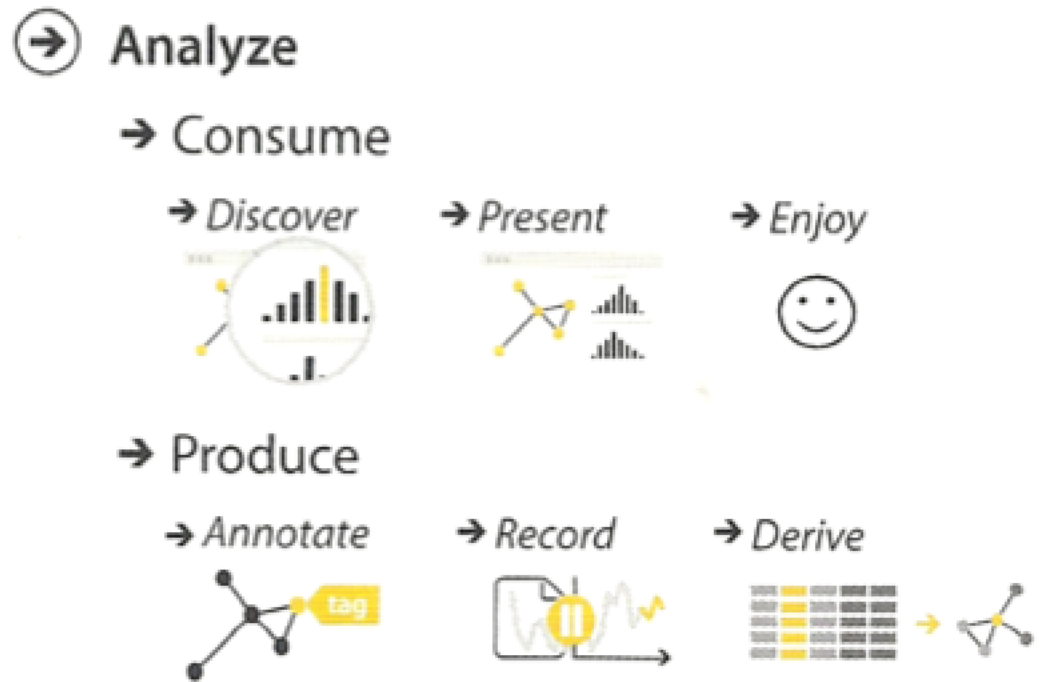 Analyze
Consume
Discover
Present
Enjoy
Produce
Annotate
Record
Derive
tag